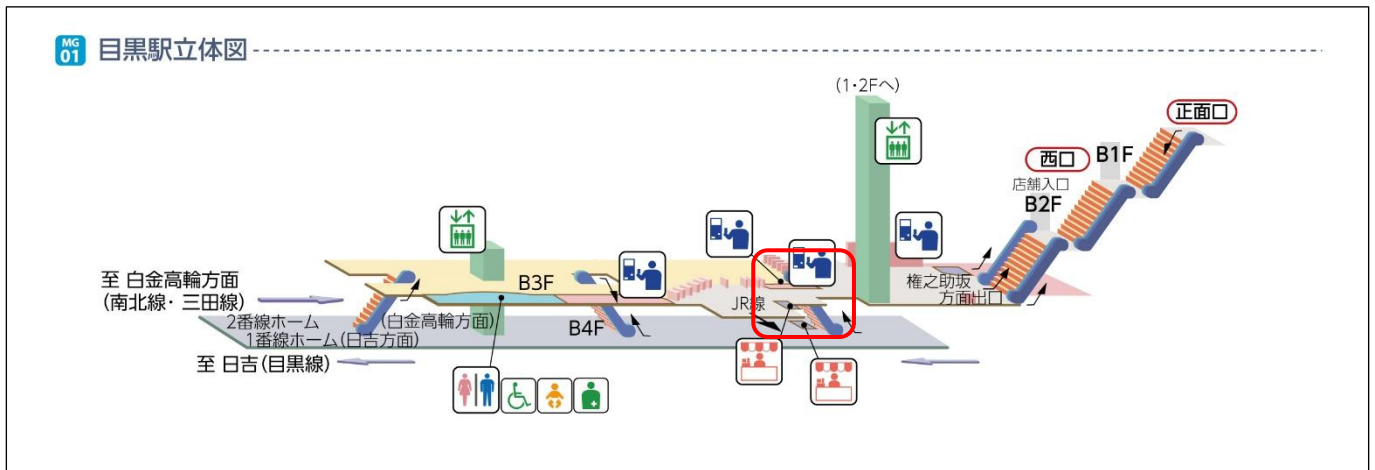 MG
01
目黒駅立体図
(1・2Fへ)
正面口
西口
B1F
店舗入口
B2F
至 白金高輪方面
(南北線・三田線)
B3F
権之助坂
方面出口
JR線
2番線ホーム
(白金高輪方面)
B4F
1番線ホーム(日吉方面)
至 日吉(目黒線)